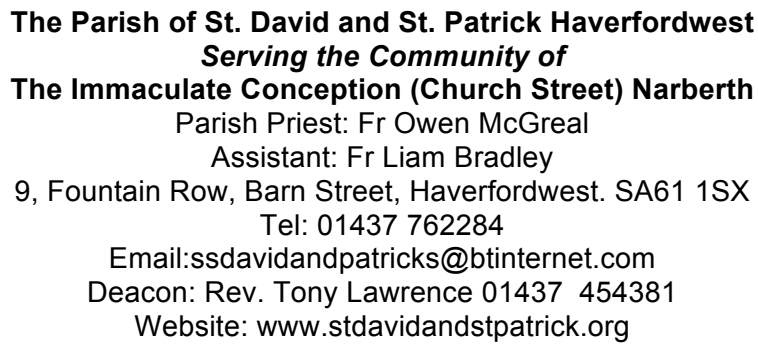 The Parish of St. David and St. Patrick Haverfordwest
Serving the Community of
The Immaculate Conception (Church Street) Narberth
Parish Priest: Fr Owen McGreal
Assistant: Fr Liam Bradley
9, Fountain Row, Barn Street, Haverfordwest. SA61 1SX
Tel: 01437 762284
Email:ssdavidandpatricks@btinternet.com
Deacon: Rev. Tony Lawrence 01437  454381
Website: www.stdavidandstpatrick.org